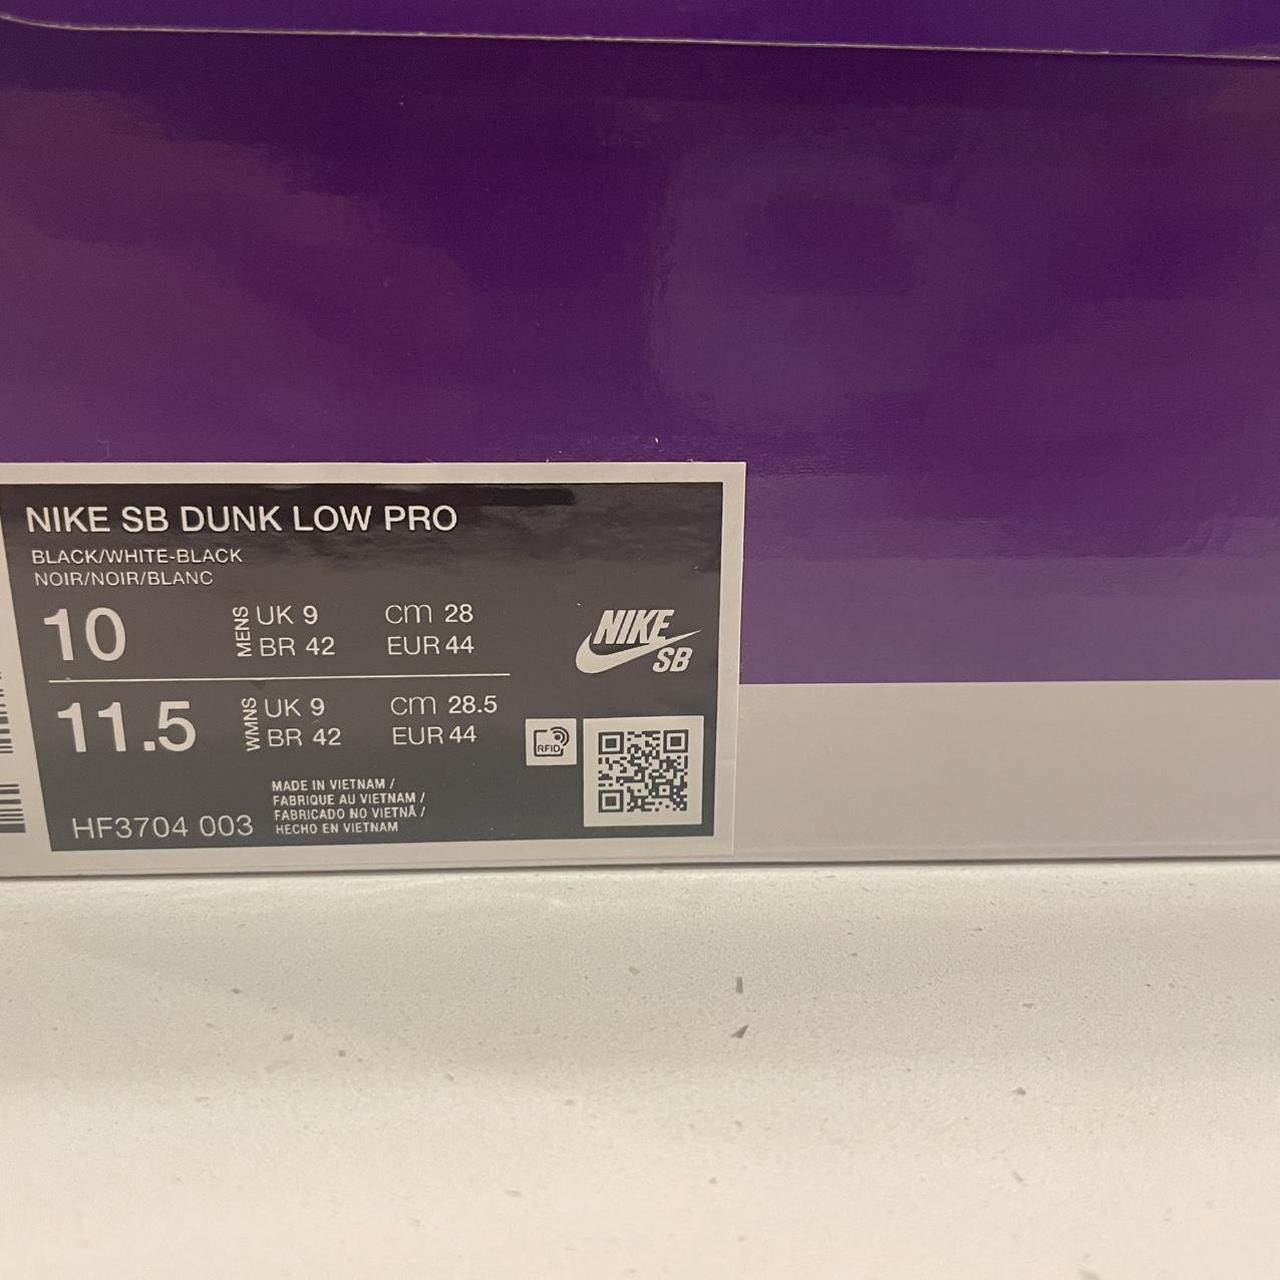 NIKE SB DUNK LOW PRO
BLACK/WHITE-BLACK
NOIR/NOIR/BLANC
10 MENS UK 9 cm 28
BR 42 EUR 44
NIKE
SB
11.5 WMNS UK 9 cm 28.5
BR 42 EUR 44
RFID
MADE IN VIETNAM /
FABRIQUE AU VIETNAM /
FABRICADO NO VIETNÃ /
HECHO EN VIETNAM
HF3704 003